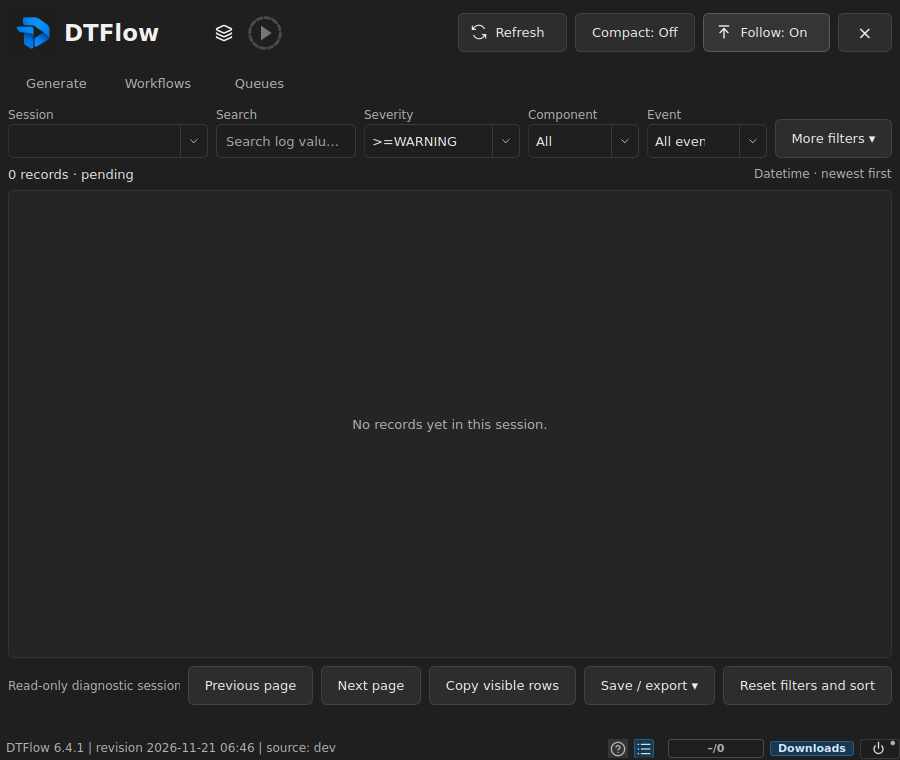 DTFlow
Refresh
Compact: Off
Follow: On
Generate
Workflows
Queues
Session
Search
Severity
Component
Event
Search log valu...
>=WARNING
All
All even
More filters ▾
0 records · pending
Datetime · newest first
No records yet in this session.
Read-only diagnostic session
Previous page
Next page
Copy visible rows
Save / export ▾
Reset filters and sort
DTFlow 6.4.1 | revision 2026-11-21 06:46 | source: dev
-/0
Downloads